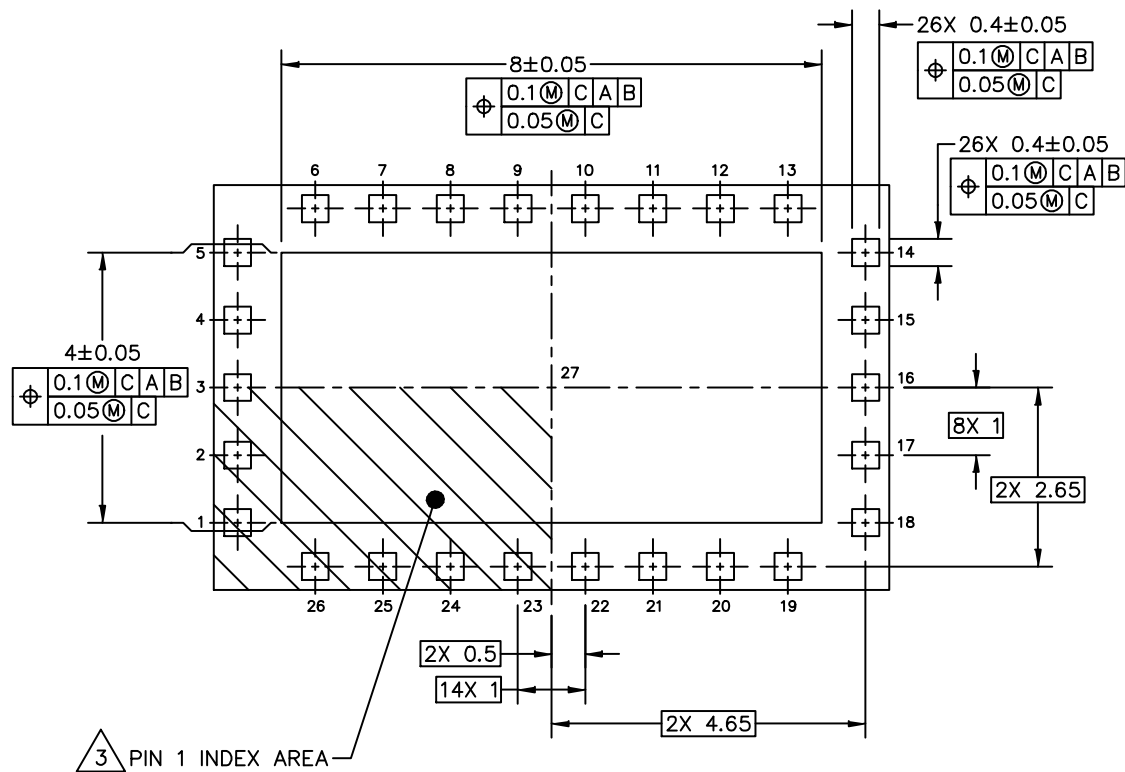 26X 0.4±0.05
⌖ 0.1Ⓜ C A B
0.05Ⓜ C
8±0.05
⌖ 0.1Ⓜ C A B
0.05Ⓜ C
26X 0.4±0.05
⌖ 0.1Ⓜ C A B
0.05Ⓜ C
6 7 8 9 10 11 12 13
5
14
4
15
4±0.05
⌖ 0.1Ⓜ C A B
0.05Ⓜ C
3
27
16
8X 1
2
17
2X 2.65
1
18
26 25 24 23 22 21 20 19
2X 0.5
14X 1
2X 4.65
3 PIN 1 INDEX AREA